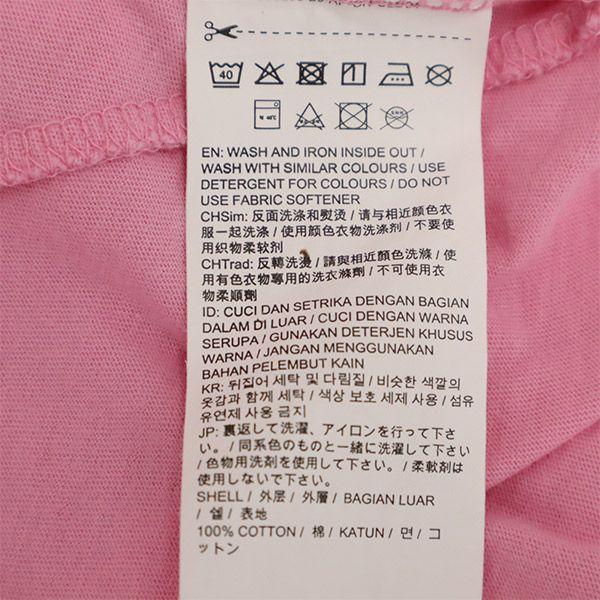 40
EN: WASH AND IRON INSIDE OUT /
WASH WITH SIMILAR COLOURS / USE
DETERGENT FOR COLOURS / DO NOT
USE FABRIC SOFTENER
CHSim: 反面洗涤和熨烫 / 请与相近颜色衣
服一起洗涤 / 使用颜色衣物洗涤剂 / 不要使
用织物柔软剂
CHTrad: 反轉洗燙 / 請與相近顏色洗滌 / 使
用有色衣物專用的洗衣滌劑 / 不可使用衣
物柔順劑
ID: CUCI DAN SETRIKA DENGAN BAGIAN
DALAM DI LUAR / CUCI DENGAN WARNA
SERUPA / GUNAKAN DETERJEN KHUSUS
WARNA / JANGAN MENGGUNAKAN
BAHAN PELEMBUT KAIN
KR: 뒤집어 세탁 및 다림질 / 비슷한 색깔의
옷감과 함께 세탁 / 색상 보호 세제 사용 / 섬유
유연제 사용 금지
JP: 裏返して洗濯、アイロンを行って下さ
い。 / 同系色のものと一緒に洗濯して下さい
/ 色物用洗剤を使用して下さい。 / 柔軟剤は
使用しないで下さい。
SHELL / 外层 / 外層 / BAGIAN LUAR
/ 쉘 / 表地
100% COTTON / 棉 / KATUN / 면 / コ
ットン